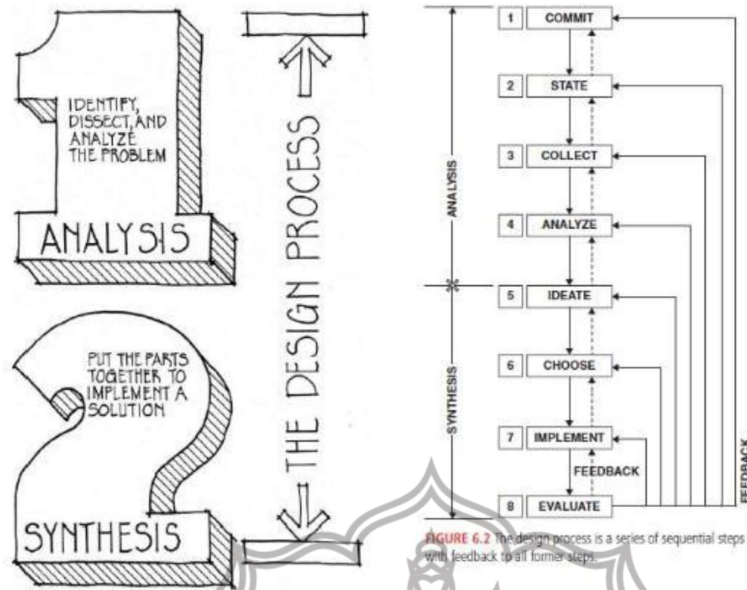 IDENTIFY,
DISSECT, AND
ANALYZE
THE PROBLEM
ANALYSIS
PUT THE PARTS
TOGETHER TO
IMPLEMENT A
SOLUTION
SYNTHESIS
THE DESIGN PROCESS
ANALYSIS
SYNTHESIS
1 COMMIT
2 STATE
3 COLLECT
4 ANALYZE
5 IDEATE
6 CHOOSE
7 IMPLEMENT
FEEDBACK
8 EVALUATE
FEEDBACK
FIGURE 6.2 The design process is a series of sequential steps
with feedback to all former steps.